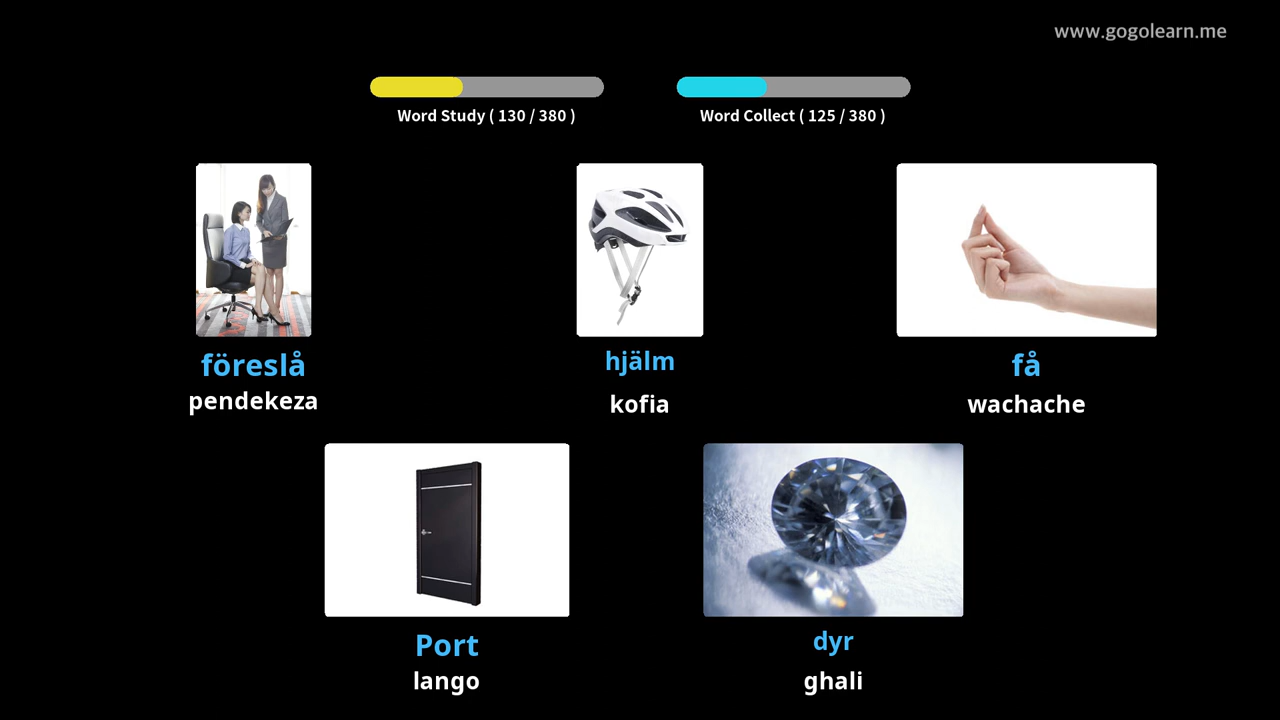 www.gogolearn.me
Word Study ( 130 / 380 )
Word Collect ( 125 / 380 )
föreslå
pendekeza
hjälm
kofia
få
wachache
Port
lango
dyr
ghali